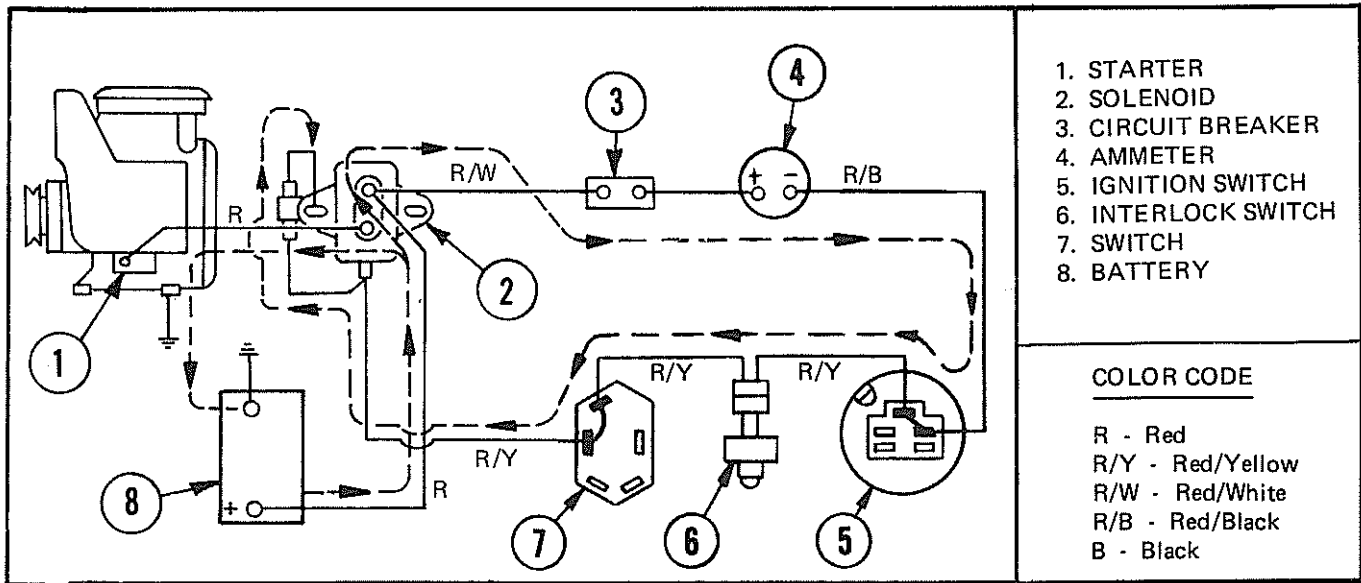 3
4
R/W
+ -
R/B
R
2
1
R/Y
R/Y
R/Y
R
+
8
7
6
5
1. STARTER
2. SOLENOID
3. CIRCUIT BREAKER
4. AMMETER
5. IGNITION SWITCH
6. INTERLOCK SWITCH
7. SWITCH
8. BATTERY
COLOR CODE
R - Red
R/Y - Red/Yellow
R/W - Red/White
R/B - Red/Black
B - Black